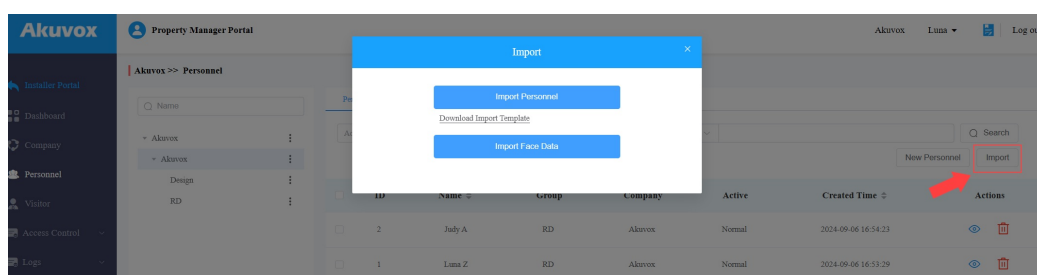 Akuvox
Property Manager Portal
Akuvox
Luna
Log ou
Import
Akuvox >> Personnel
Installer Portal
Dashboard
Company
Personnel
Visitor
Access Control
Logs
Name
Akuvox
Akuvox
Design
RD
Import Personnel
Download Import Template
Import Face Data
Search
New Personnel
Import
ID Name Group Company Active Created Time Actions
2 Judy A RD Akuvox Normal 2024-09-06 16:54:23
1 Luna Z RD Akuvox Normal 2024-09-06 16:53:29